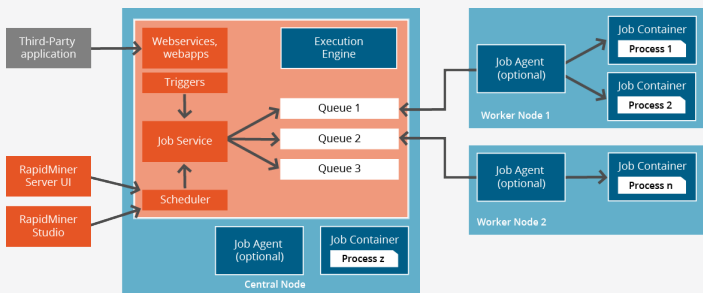 Third-Party
application
Webservices,
webapps
Triggers
Job Service
Scheduler
RapidMiner
Server UI
RapidMiner
Studio
Execution
Engine
Queue 1
Queue 2
Queue 3
Job Agent
(optional)
Job Container
Process z
Central Node
Job Agent
(optional)
Job Container
Process 1
Job Container
Process 2
Worker Node 1
Job Agent
(optional)
Job Container
Process n
Worker Node 2